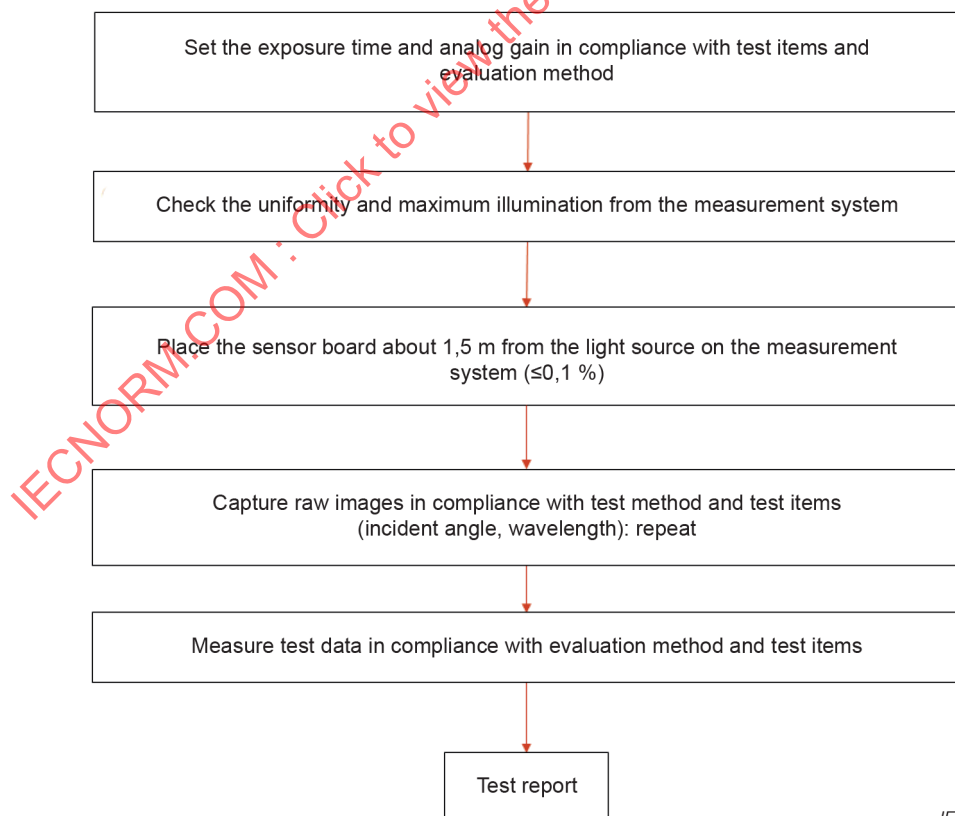 Set the exposure time and analog gain in compliance with test items and
evaluation method
Check the uniformity and maximum illumination from the measurement system
Place the sensor board about 1,5 m from the light source on the measurement
system (≤0,1 %)
Capture raw images in compliance with test method and test items
(incident angle, wavelength): repeat
Measure test data in compliance with evaluation method and test items
Test report
IECNORM.COM : Click to view the